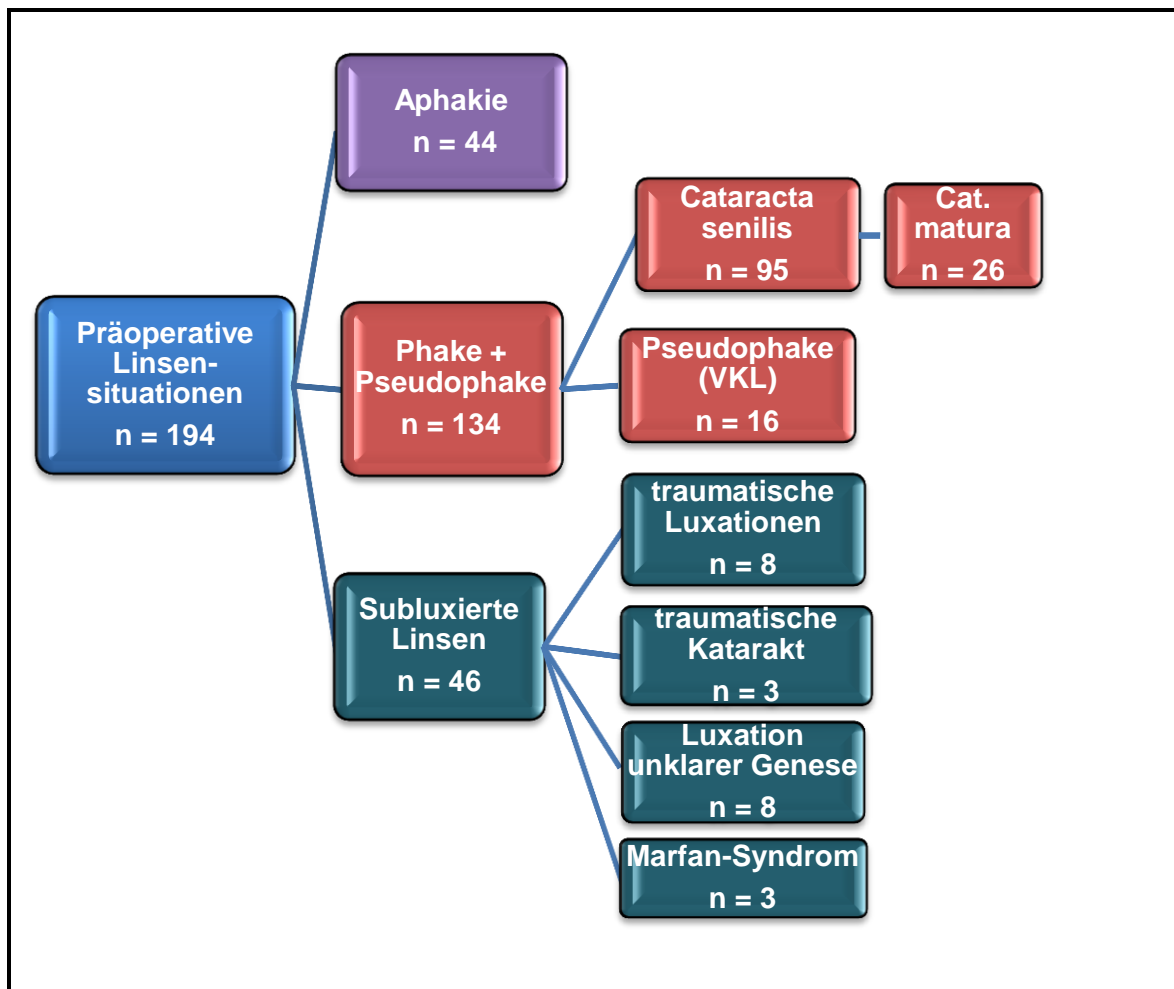 Präoperative
Linsen-
situationen
n = 194
Aphakie
n = 44
Phake +
Pseudophake
n = 134
Cataracta
senilis
n = 95
Cat.
matura
n = 26
Pseudophake
(VKL)
n = 16
Subluxierte
Linsen
n = 46
traumatische
Luxationen
n = 8
traumatische
Katarakt
n = 3
Luxation
unklarer Genese
n = 8
Marfan-Syndrom
n = 3